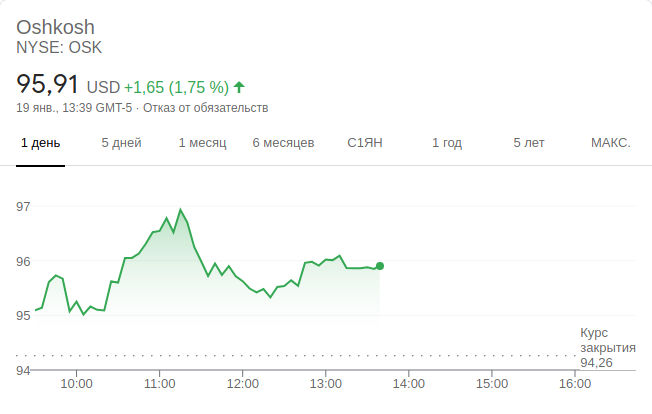 Oshkosh
NYSE: OSK
95,91 USD +1,65 (1,75 %)
19 янв., 13:39 GMT-5 · Отказ от обязательств
1 день 5 дней 1 месяц 6 месяцев С1ЯН 1 год 5 лет МАКС.
97
96
95
Курс
закрытия
94,26
94
10:00 11:00 12:00 13:00 14:00 15:00 16:00